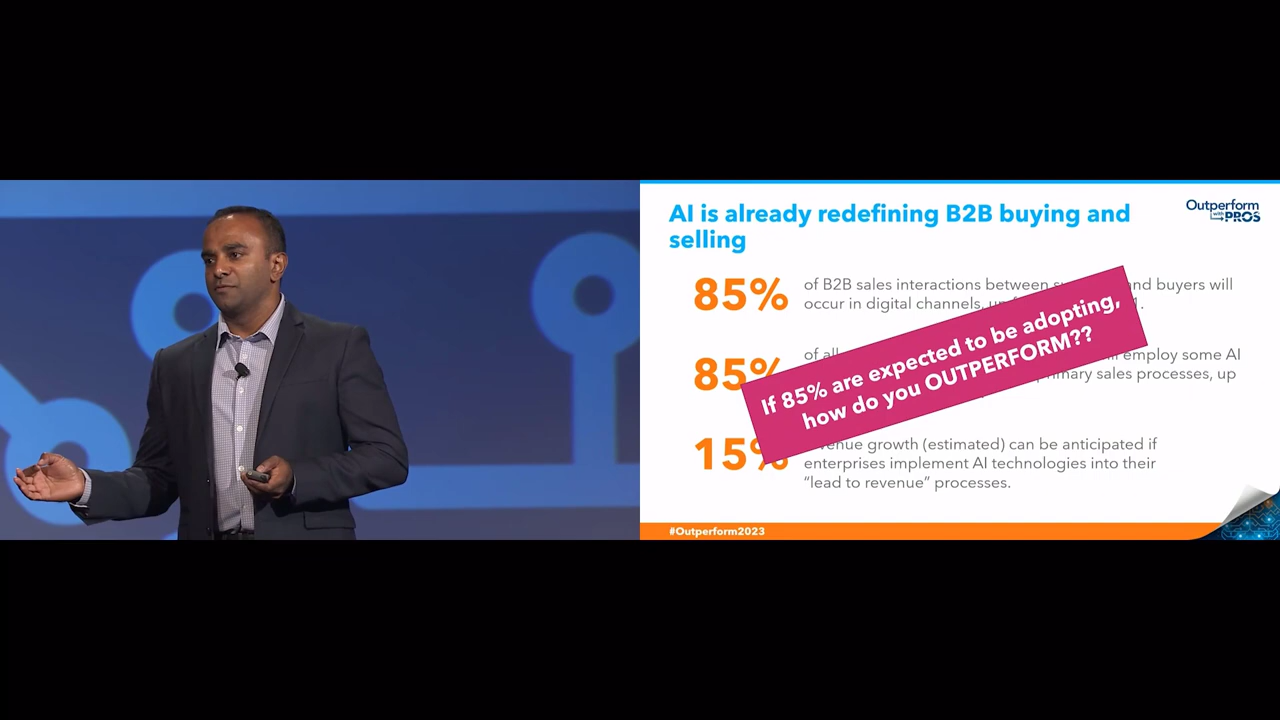 AI is already redefining B2B buying and
selling
Outperform
with PROS
85%
of B2B sales interactions between and buyers will
occur in digital channels, 1.
85%
of all employ some AI
primary sales processes, up
15%
revenue growth (estimated) can be anticipated if
enterprises implement AI technologies into their
“lead to revenue” processes.
If 85% are expected to be adopting,
how do you OUTPERFORM??
#Outperform2023